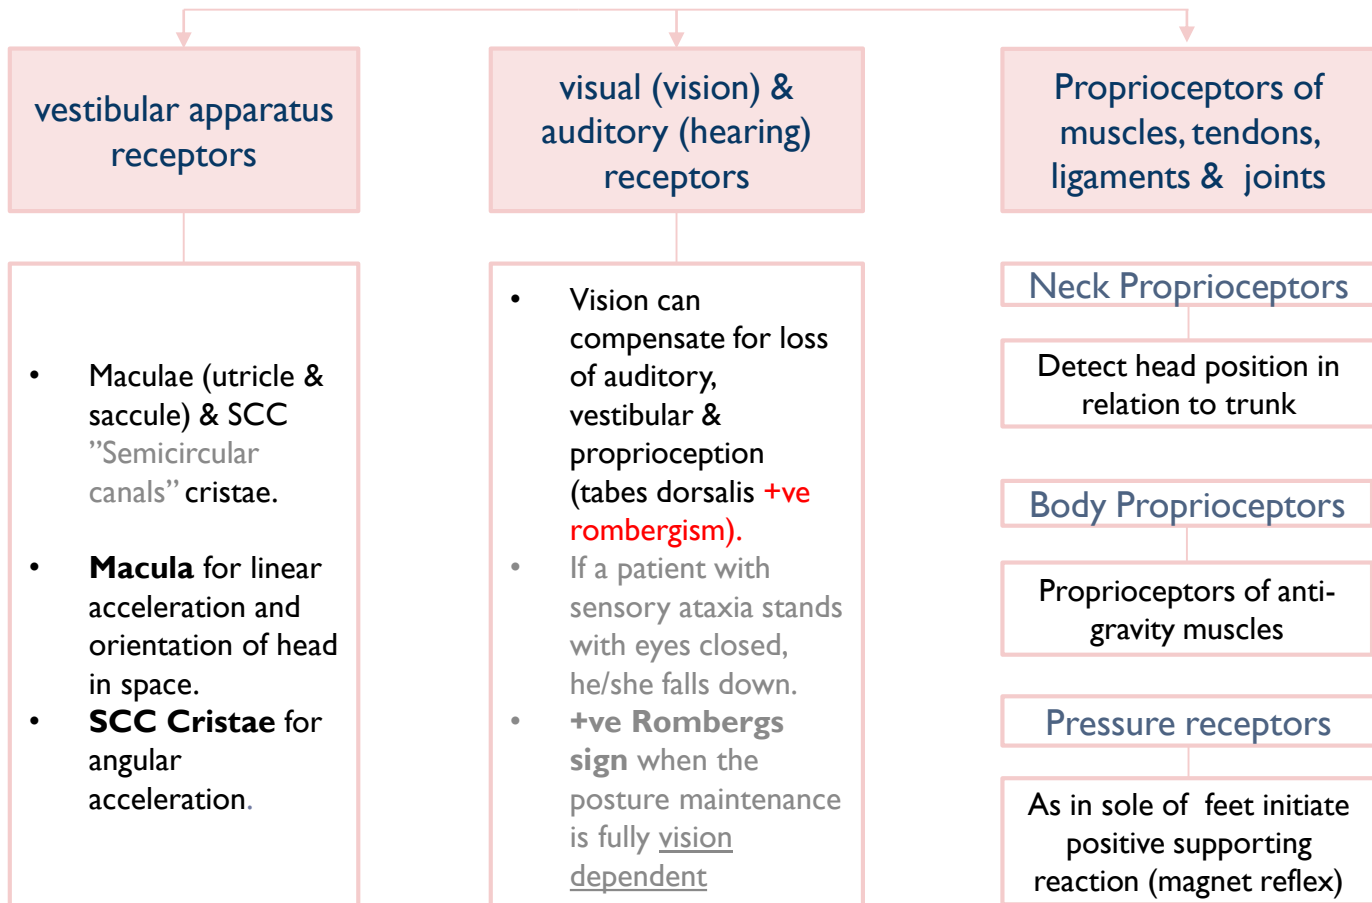 vestibular apparatus
receptors
• Maculae (utricle &
saccule) & SCC
”Semicircular
canals” cristae.
• Macula for linear
acceleration and
orientation of head
in space.
• SCC Cristae for
angular
acceleration.
visual (vision) &
auditory (hearing)
receptors
• Vision can
compensate for loss
of auditory,
vestibular &
proprioception
(tabes dorsalis +ve
rombergism).
• If a patient with
sensory ataxia stands
with eyes closed,
he/she falls down.
• +ve Rombergs
sign when the
posture maintenance
is fully vision
dependent
Proprioceptors of
muscles, tendons,
ligaments & joints
Neck Proprioceptors
Detect head position in
relation to trunk
Body Proprioceptors
Proprioceptors of anti-
gravity muscles
Pressure receptors
As in sole of feet initiate
positive supporting
reaction (magnet reflex)